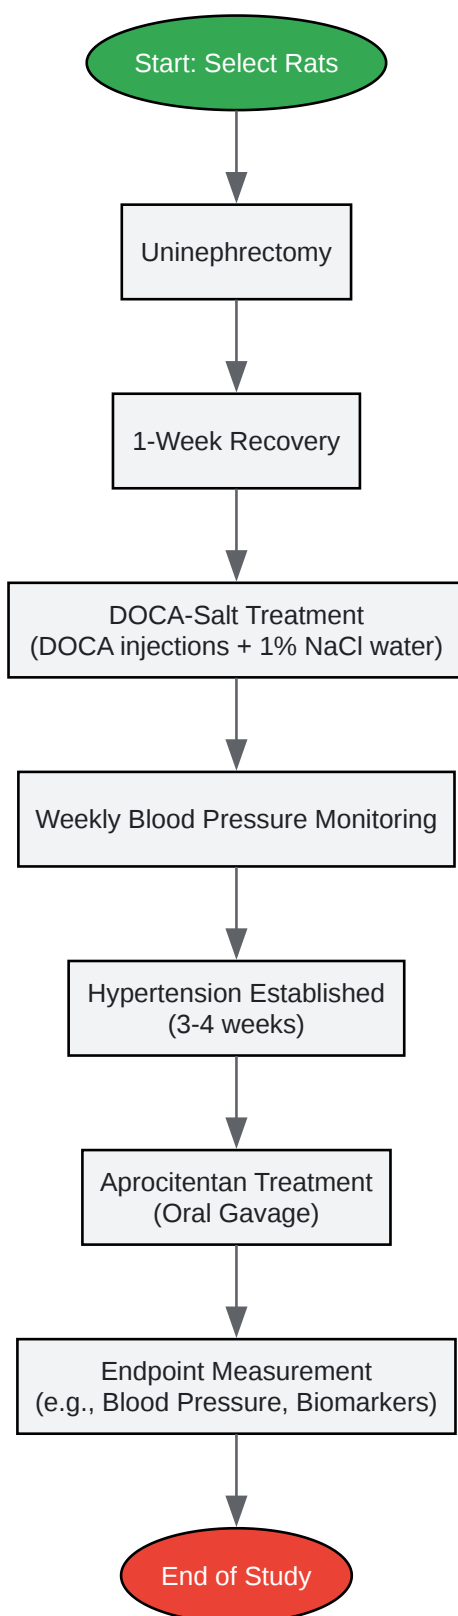 Start: Select Rats
Uninephrectomy
1-Week Recovery
DOCA-Salt Treatment
(DOCA injections + 1% NaCl water)
Weekly Blood Pressure Monitoring
Hypertension Established
(3-4 weeks)
Aprocitentan Treatment
(Oral Gavage)
Endpoint Measurement
(e.g., Blood Pressure, Biomarkers)
End of Study